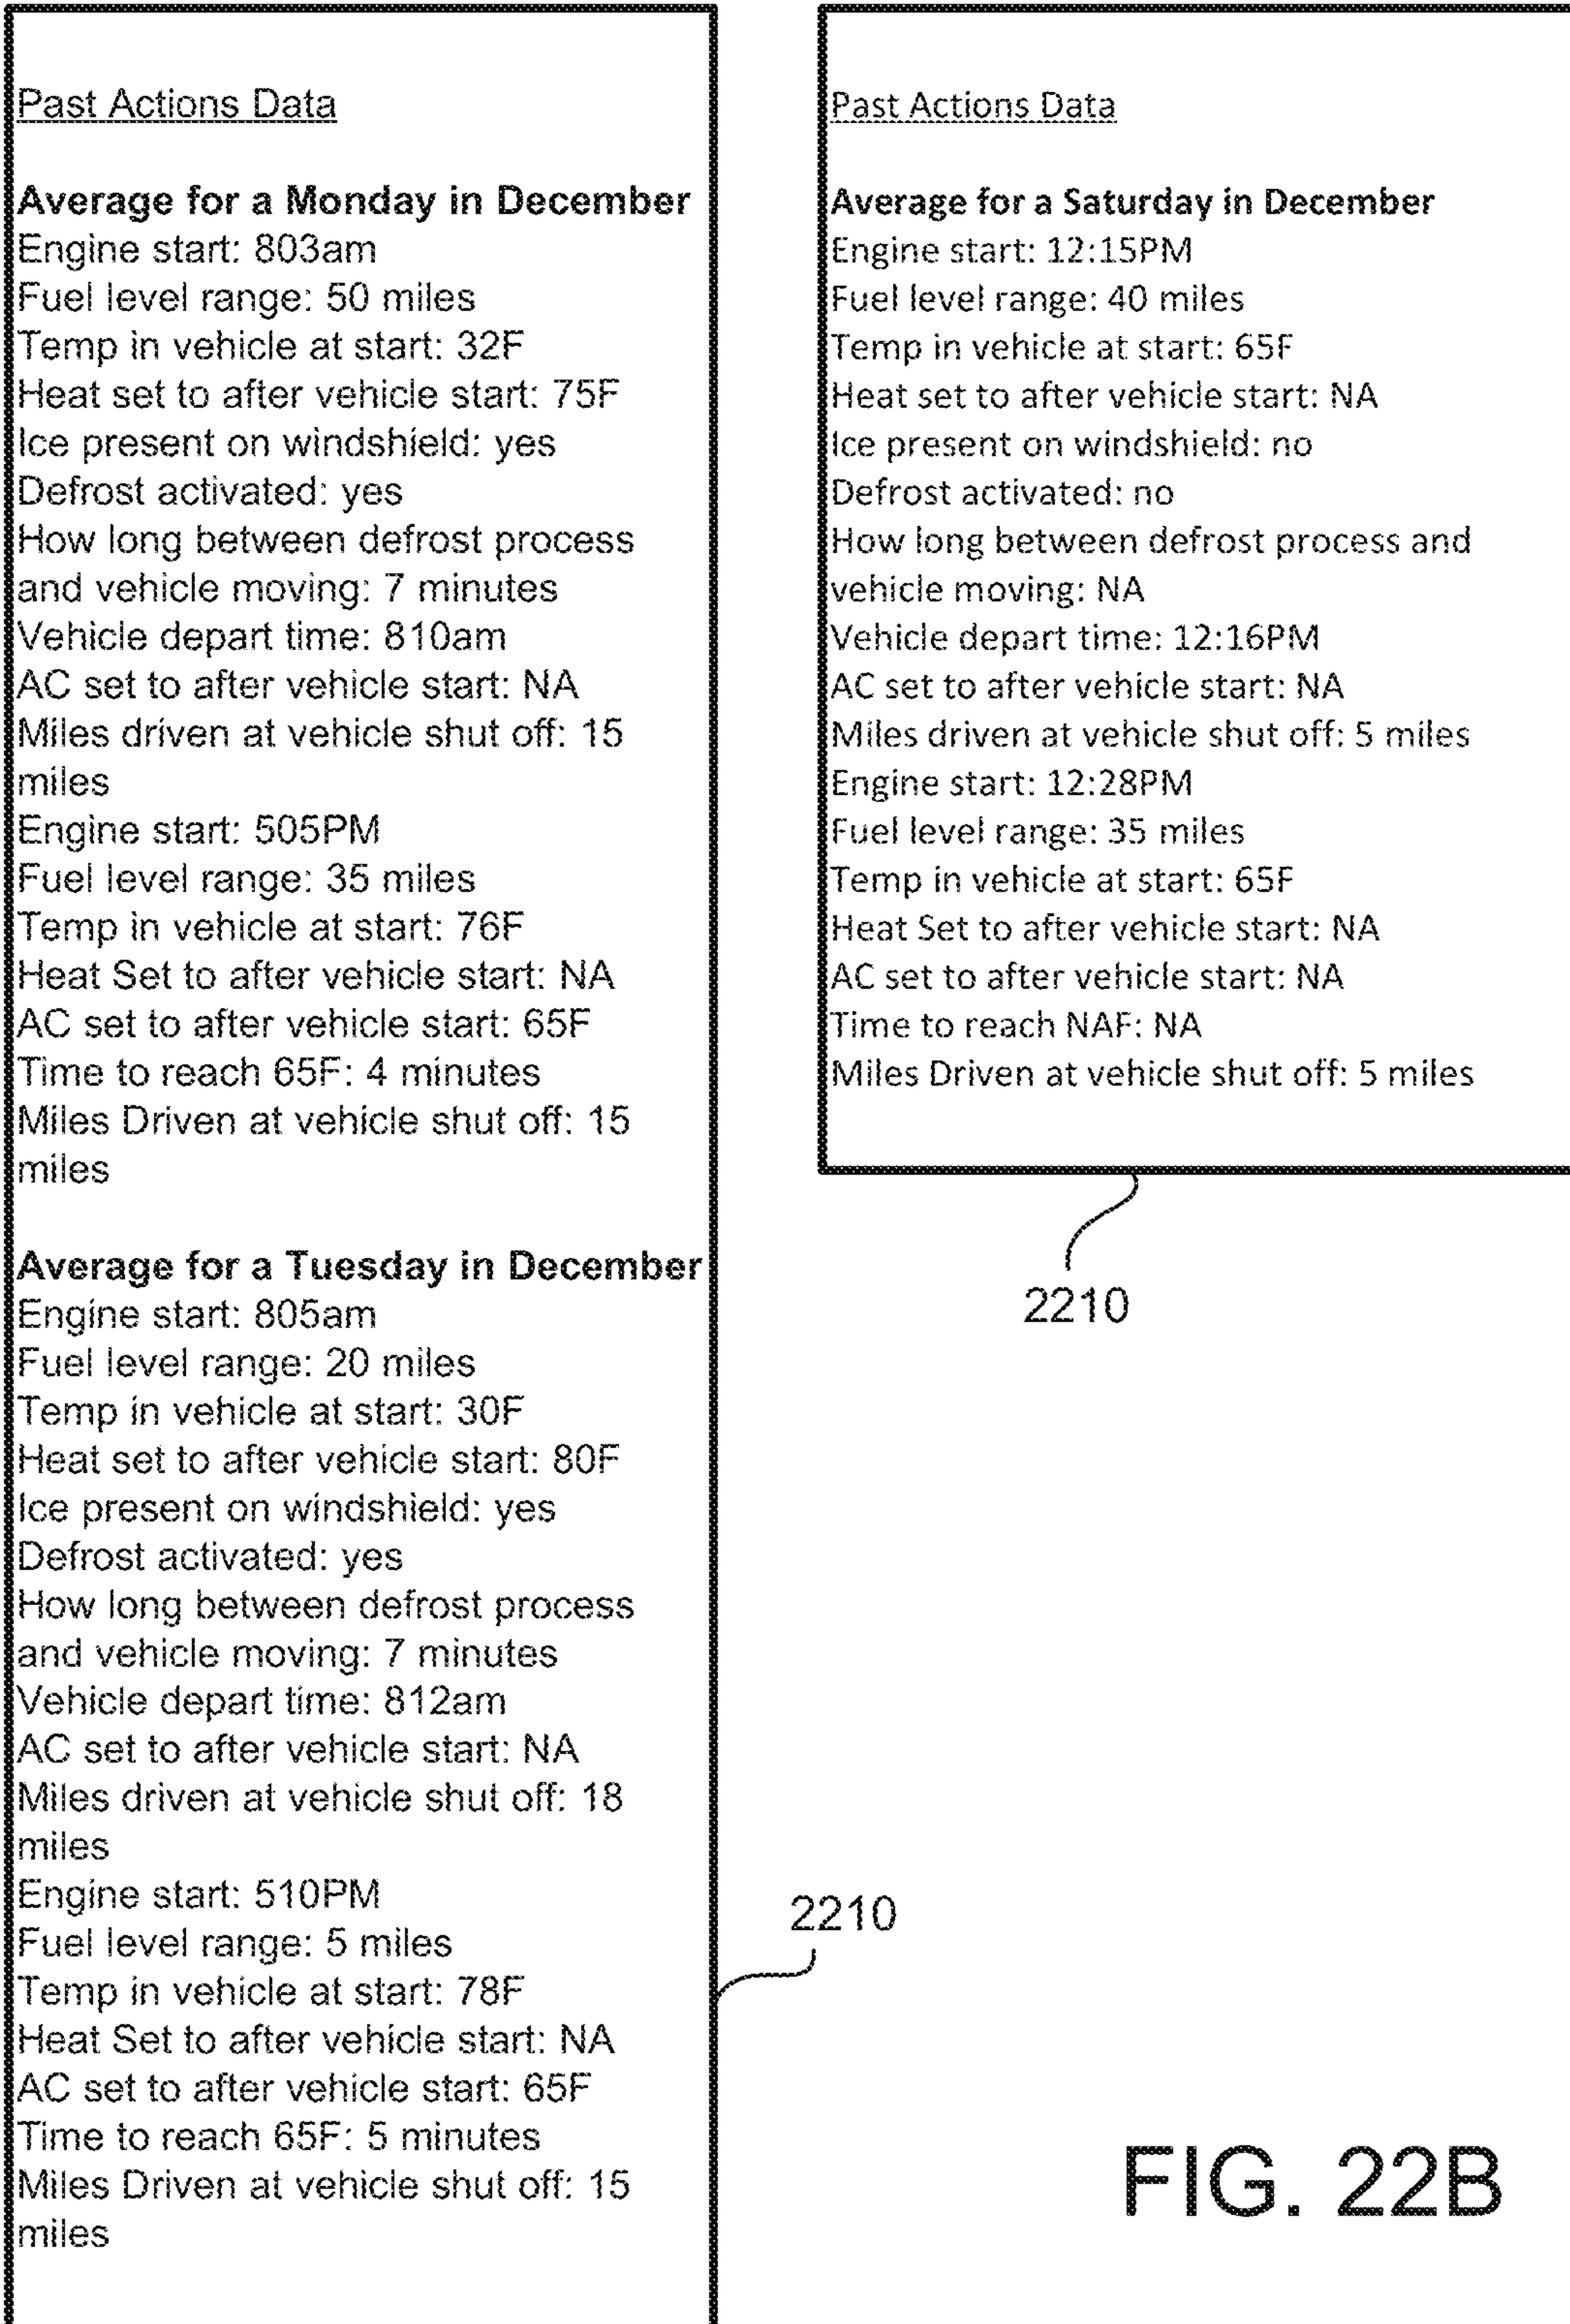 Past Actions Data
Average for a Monday in December
Engine start: 803am
Fuel level range: 50 miles
Temp in vehicle at start: 32F
Heat set to after vehicle start: 75F
Ice present on windshield: yes
Defrost activated: yes
How long between defrost process
and vehicle moving: 7 minutes
Vehicle depart time: 810am
AC set to after vehicle start: NA
Miles driven at vehicle shut off: 15
miles
Engine start: 505PM
Fuel level range: 35 miles
Temp in vehicle at start: 76F
Heat Set to after vehicle start: NA
AC set to after vehicle start: 65F
Time to reach 65F: 4 minutes
Miles Driven at vehicle shut off: 15
miles
Average for a Tuesday in December
Engine start: 805am
Fuel level range: 20 miles
Temp in vehicle at start: 30F
Heat set to after vehicle start: 80F
Ice present on windshield: yes
Defrost activated: yes
How long between defrost process
and vehicle moving: 7 minutes
Vehicle depart time: 812am
AC set to after vehicle start: NA
Miles driven at vehicle shut off: 18
miles
Engine start: 510PM
Fuel level range: 5 miles
Temp in vehicle at start: 78F
Heat Set to after vehicle start: NA
AC set to after vehicle start: 65F
Time to reach 65F: 5 minutes
Miles Driven at vehicle shut off: 15
miles
2210
Past Actions Data
Average for a Saturday in December
Engine start: 12:15PM
Fuel level range: 40 miles
Temp in vehicle at start: 65F
Heat set to after vehicle start: NA
Ice present on windshield: no
Defrost activated: no
How long between defrost process and
vehicle moving: NA
Vehicle depart time: 12:16PM
AC set to after vehicle start: NA
Miles driven at vehicle shut off: 5 miles
Engine start: 12:28PM
Fuel level range: 35 miles
Temp in vehicle at start: 65F
Heat Set to after vehicle start: NA
AC set to after vehicle start: NA
Time to reach NAF: NA
Miles Driven at vehicle shut off: 5 miles
2210
FIG. 22B